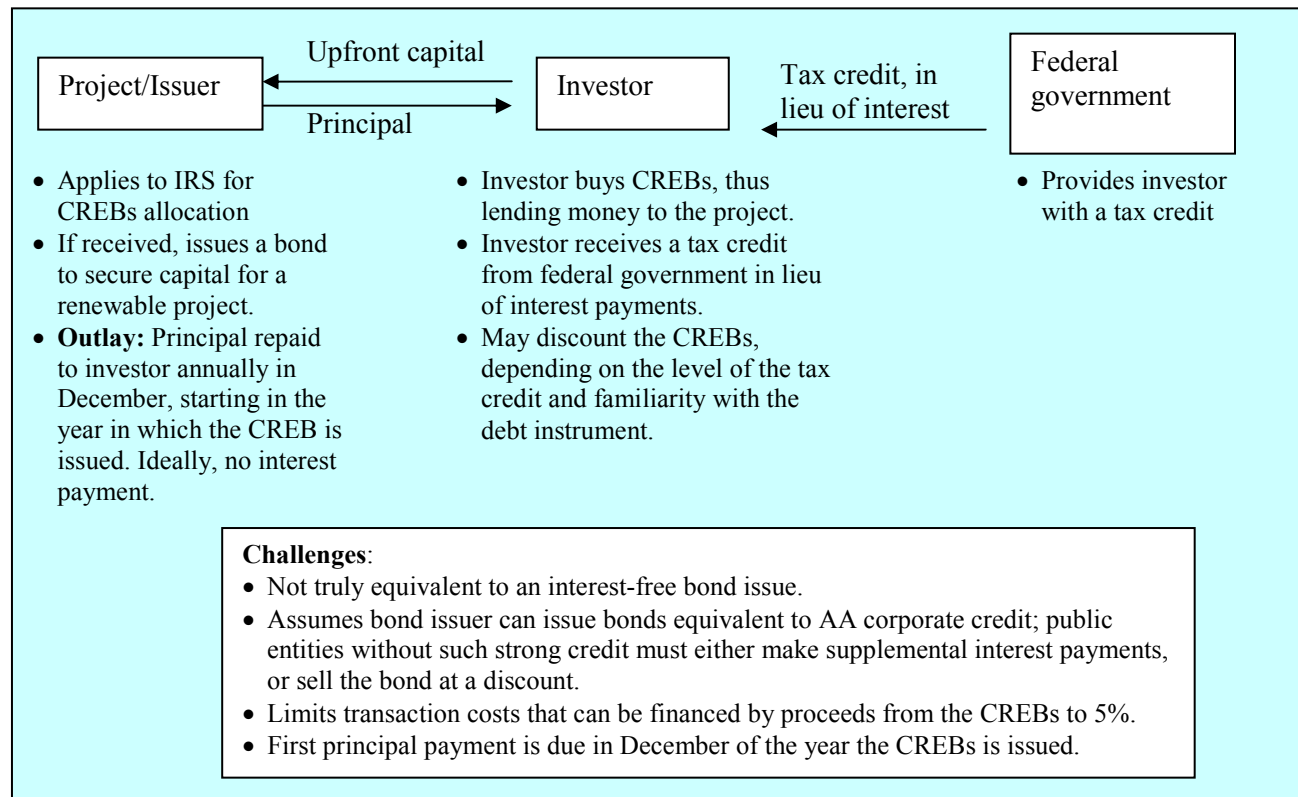 Project/Issuer
Upfront capital
Principal
Investor
Tax credit, in
lieu of interest
Federal
government
• Applies to IRS for
CREBs allocation
• If received, issues a bond
to secure capital for a
renewable project.
• Outlay: Principal repaid
to investor annually in
December, starting in the
year in which the CREB is
issued. Ideally, no interest
payment.
• Investor buys CREBs, thus
lending money to the project.
• Investor receives a tax credit
from federal government in lieu
of interest payments.
• May discount the CREBs,
depending on the level of the tax
credit and familiarity with the
debt instrument.
• Provides investor
with a tax credit
Challenges:
• Not truly equivalent to an interest-free bond issue.
• Assumes bond issuer can issue bonds equivalent to AA corporate credit; public
entities without such strong credit must either make supplemental interest payments,
or sell the bond at a discount.
• Limits transaction costs that can be financed by proceeds from the CREBs to 5%.
• First principal payment is due in December of the year the CREBs is issued.